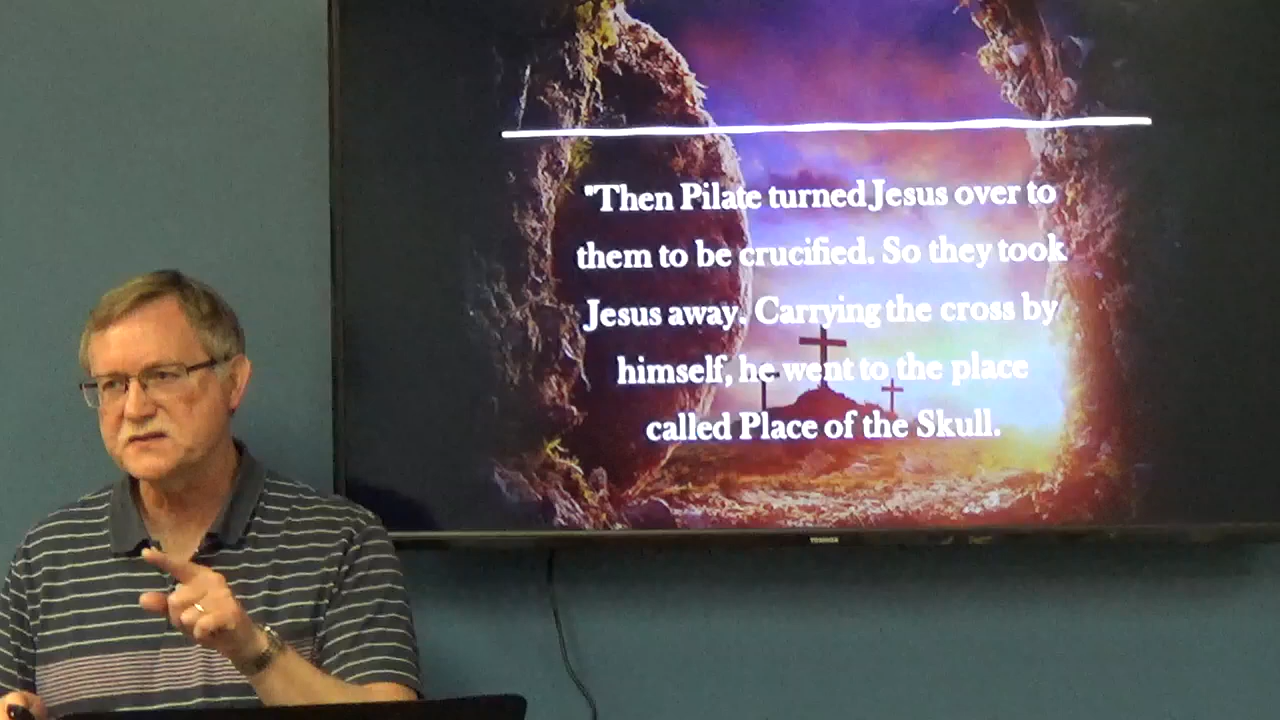 "Then Pilate turned Jesus over to
them to be crucified. So they took
Jesus away. Carrying the cross by
himself, he went to the place
called Place of the Skull.
TOSHIBA